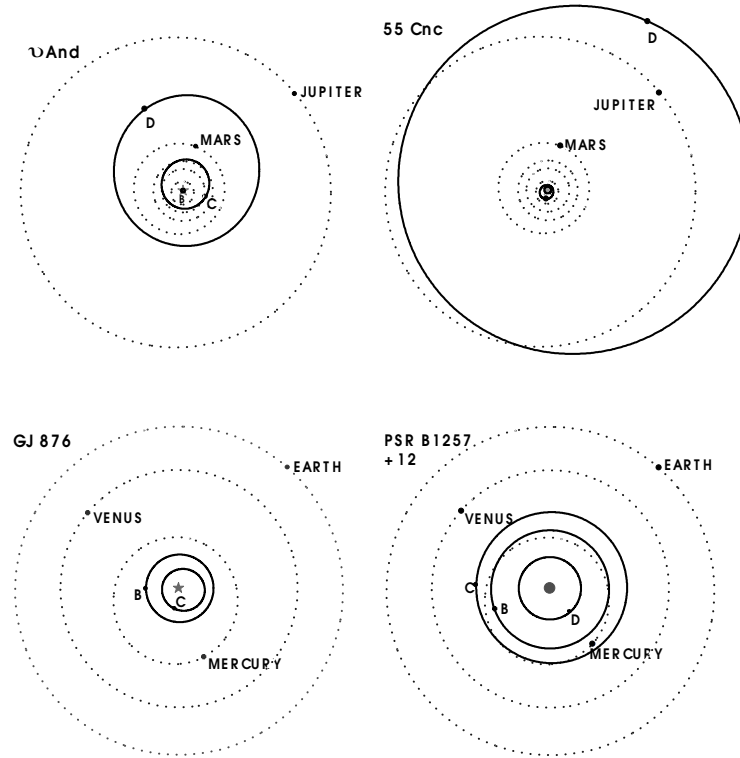 υAnd
JUPITER
D
MARS
B
C
55 Cnc
D
JUPITER
MARS
GJ 876
EARTH
VENUS
B
C
MERCURY
PSR B1257
+12
EARTH
VENUS
C
B
D
MERCURY